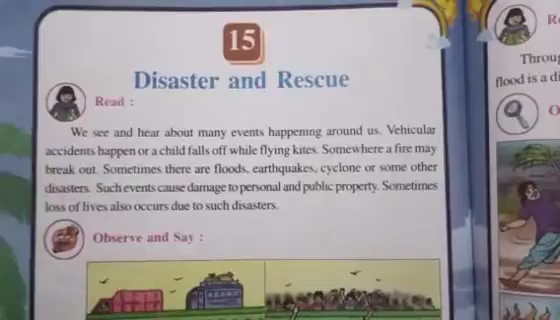 15
Disaster and Rescue
Read :
We see and hear about many events happening around us. Vehicular
accidents happen or a child falls off while flying kites. Somewhere a fire may
break out. Sometimes there are floods, earthquakes, cyclone or some other
disasters. Such events cause damage to personal and public property. Sometimes
loss of lives also occurs due to such disasters.
Observe and Say :
flood is a